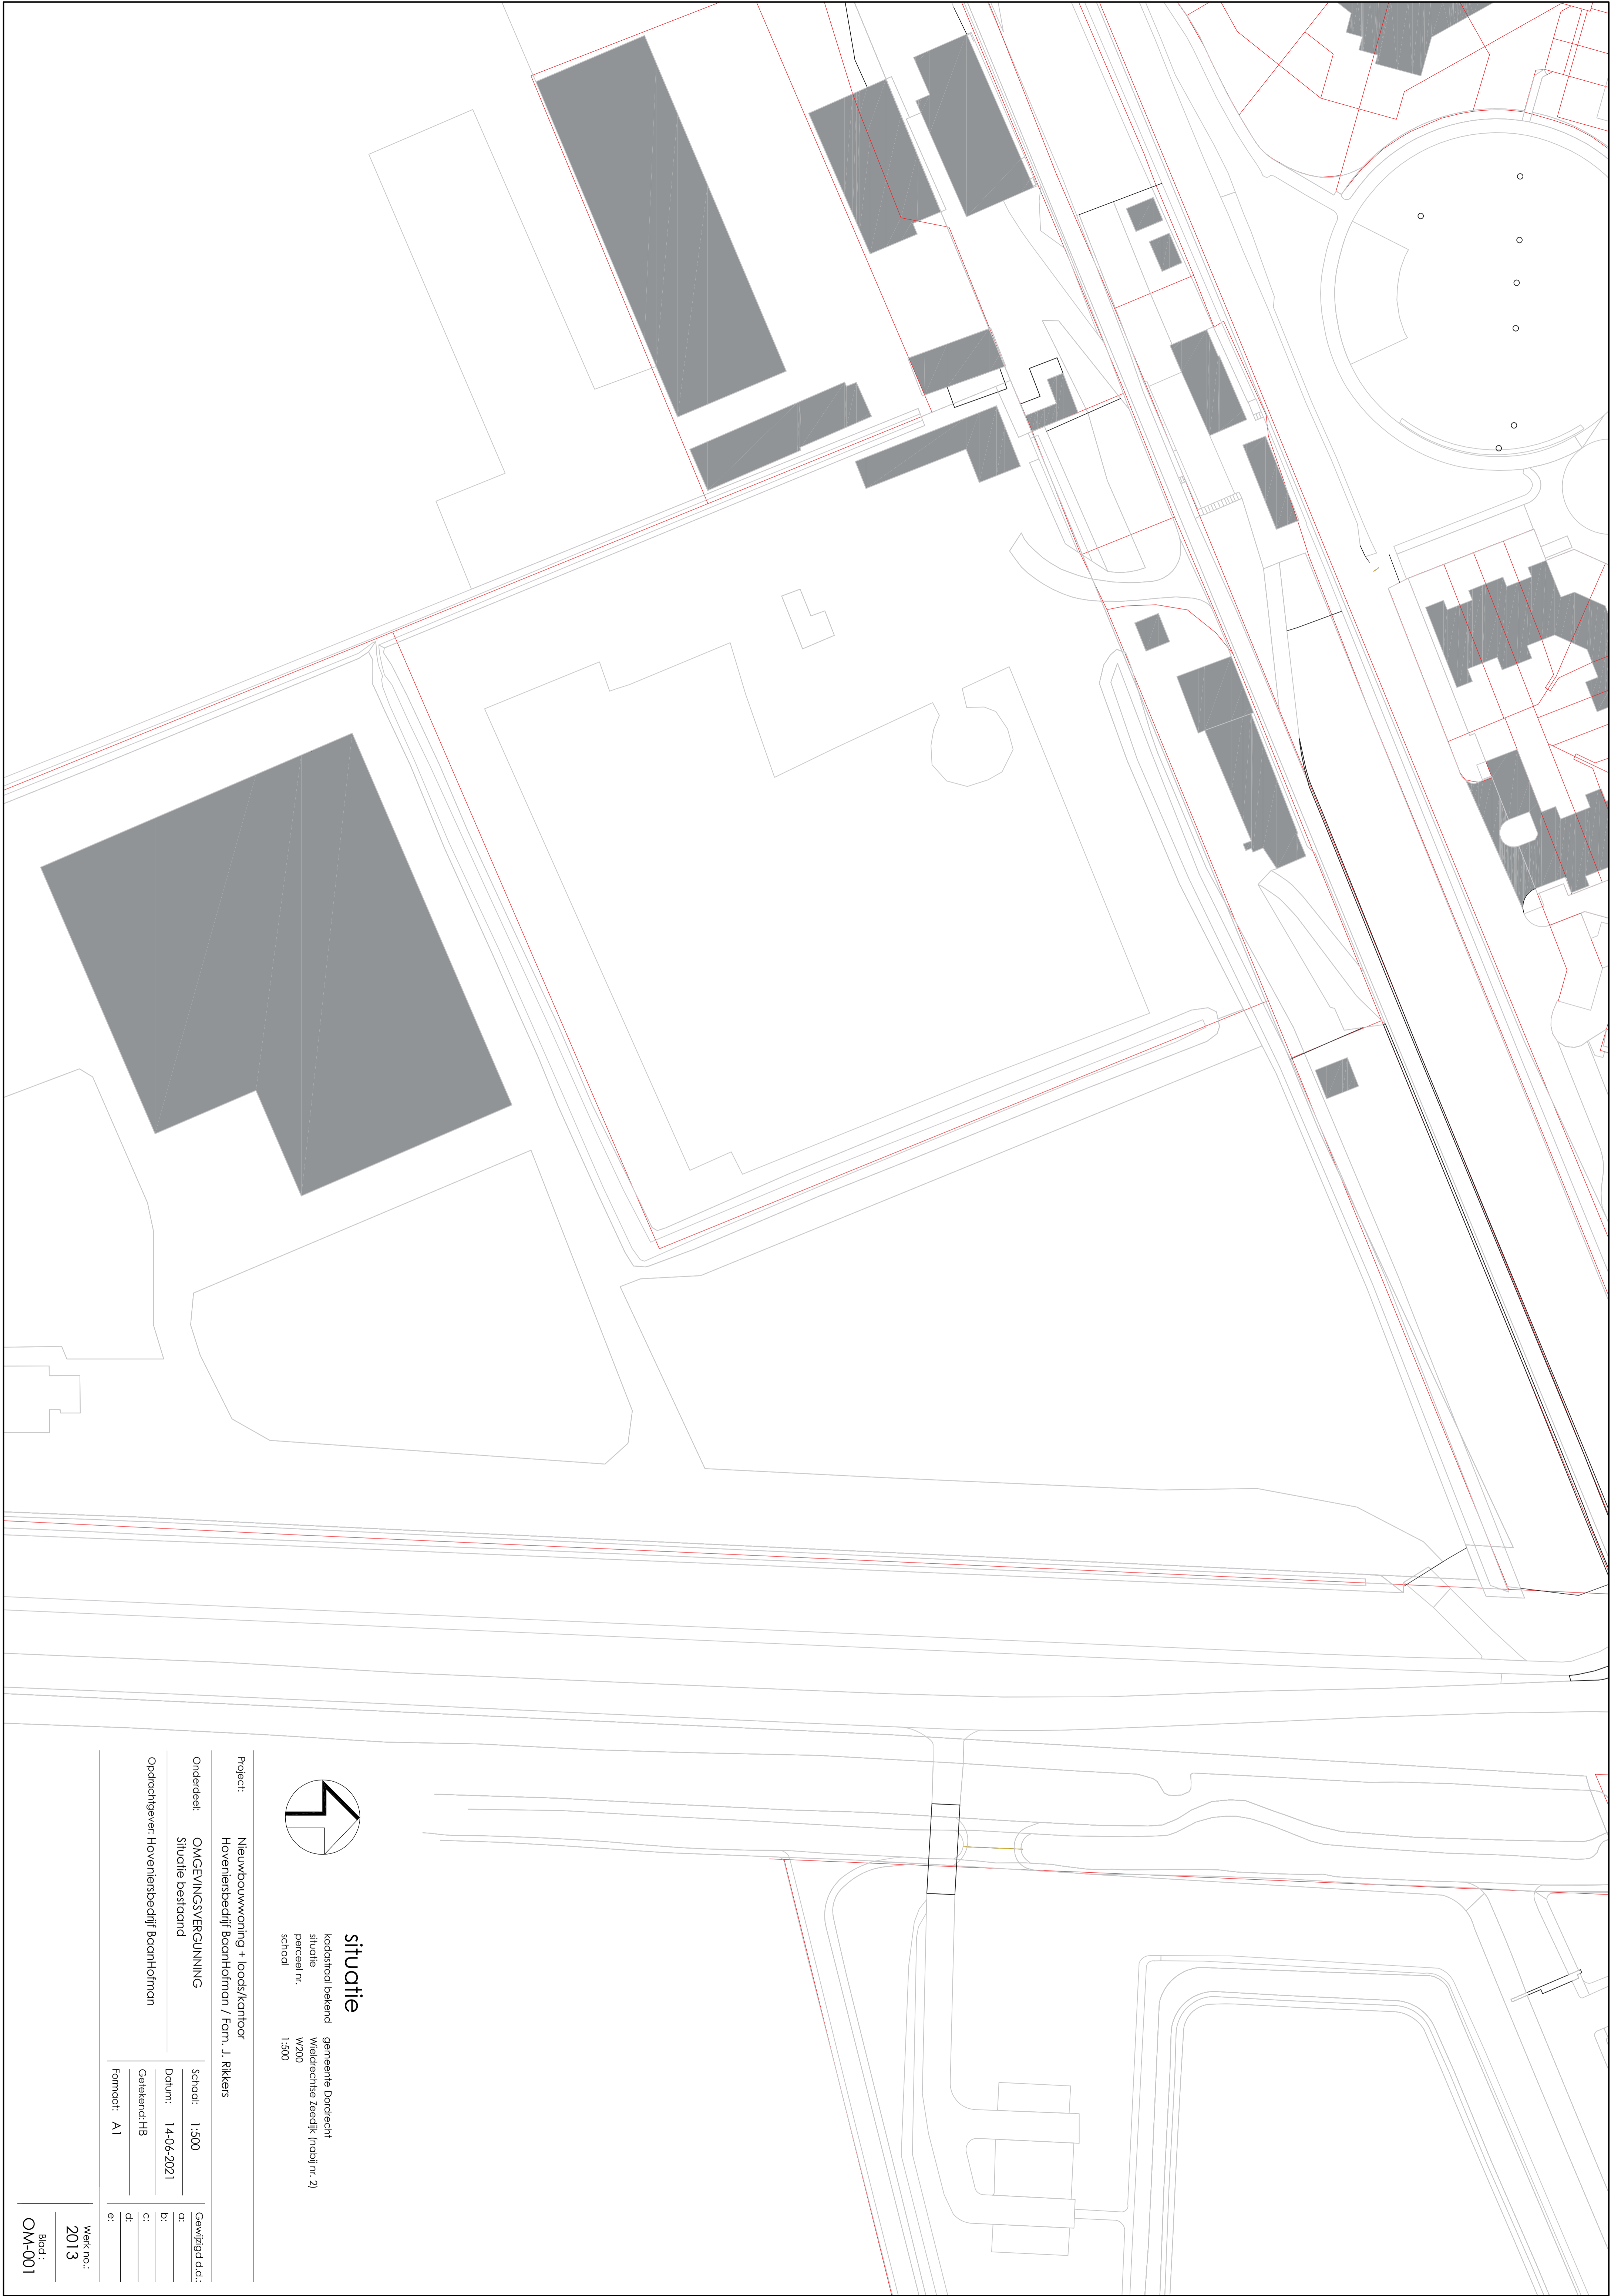 situatie
kadastraal bekend gemeente Dordrecht
situatie Wieldrechtse Zeedijk (nabij nr. 2)
perceel nr. W200
schaal 1:500
Project: Nieuwbouwwoning + loods/kantoor
Hoveniersbedrijf BaanHofman / Fam. J. Rikkers
Onderdeel: OMGEVINGSVERGUNNING
Situatie bestaand
Opdrachtgever: Hoveniersbedrijf BaanHofman
Schaal: 1:500
Datum: 14-06-2021
Getekend: HB
Formaat: A1
Gewijzigd d.d.:
a:
b:
c:
d:
e:
Werk no.:
2013
Blad :
OM-001